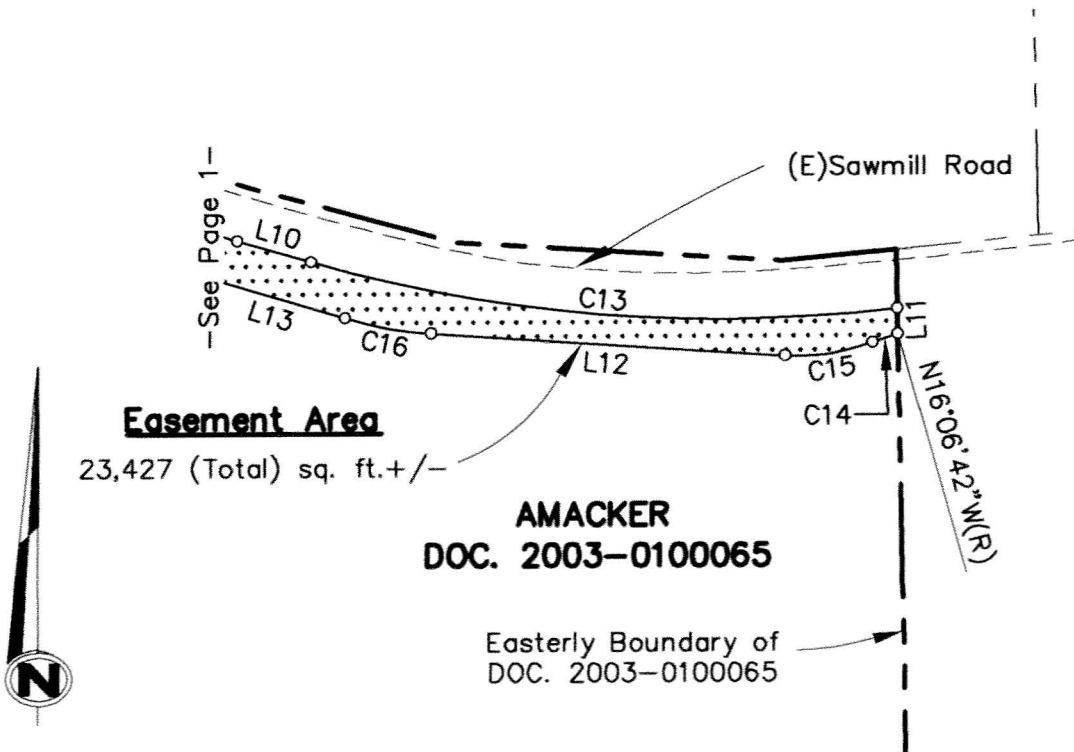 (E)Sawmill Road
-See Page 1-
L10
L13
C16
C13
L12
C15
C14
L11
N16°06'42"W(R)
Easement Area
23,427 (Total) sq. ft.+/-
AMACKER
DOC. 2003-0100065
Easterly Boundary of
DOC. 2003-0100065
N